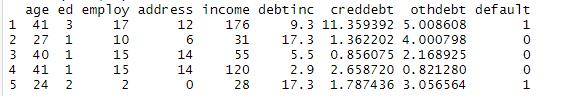 age ed employ address income debtinc creddebt othdebt default
1 41 3 17 12 176 9.3 11.359392 5.008608 1
2 27 1 10 6 31 17.3 1.362202 4.000798 0
3 40 1 15 14 55 5.5 0.856075 2.168925 0
4 41 1 15 14 120 2.9 2.658720 0.821280 0
5 24 2 2 0 28 17.3 1.787436 3.056564 1